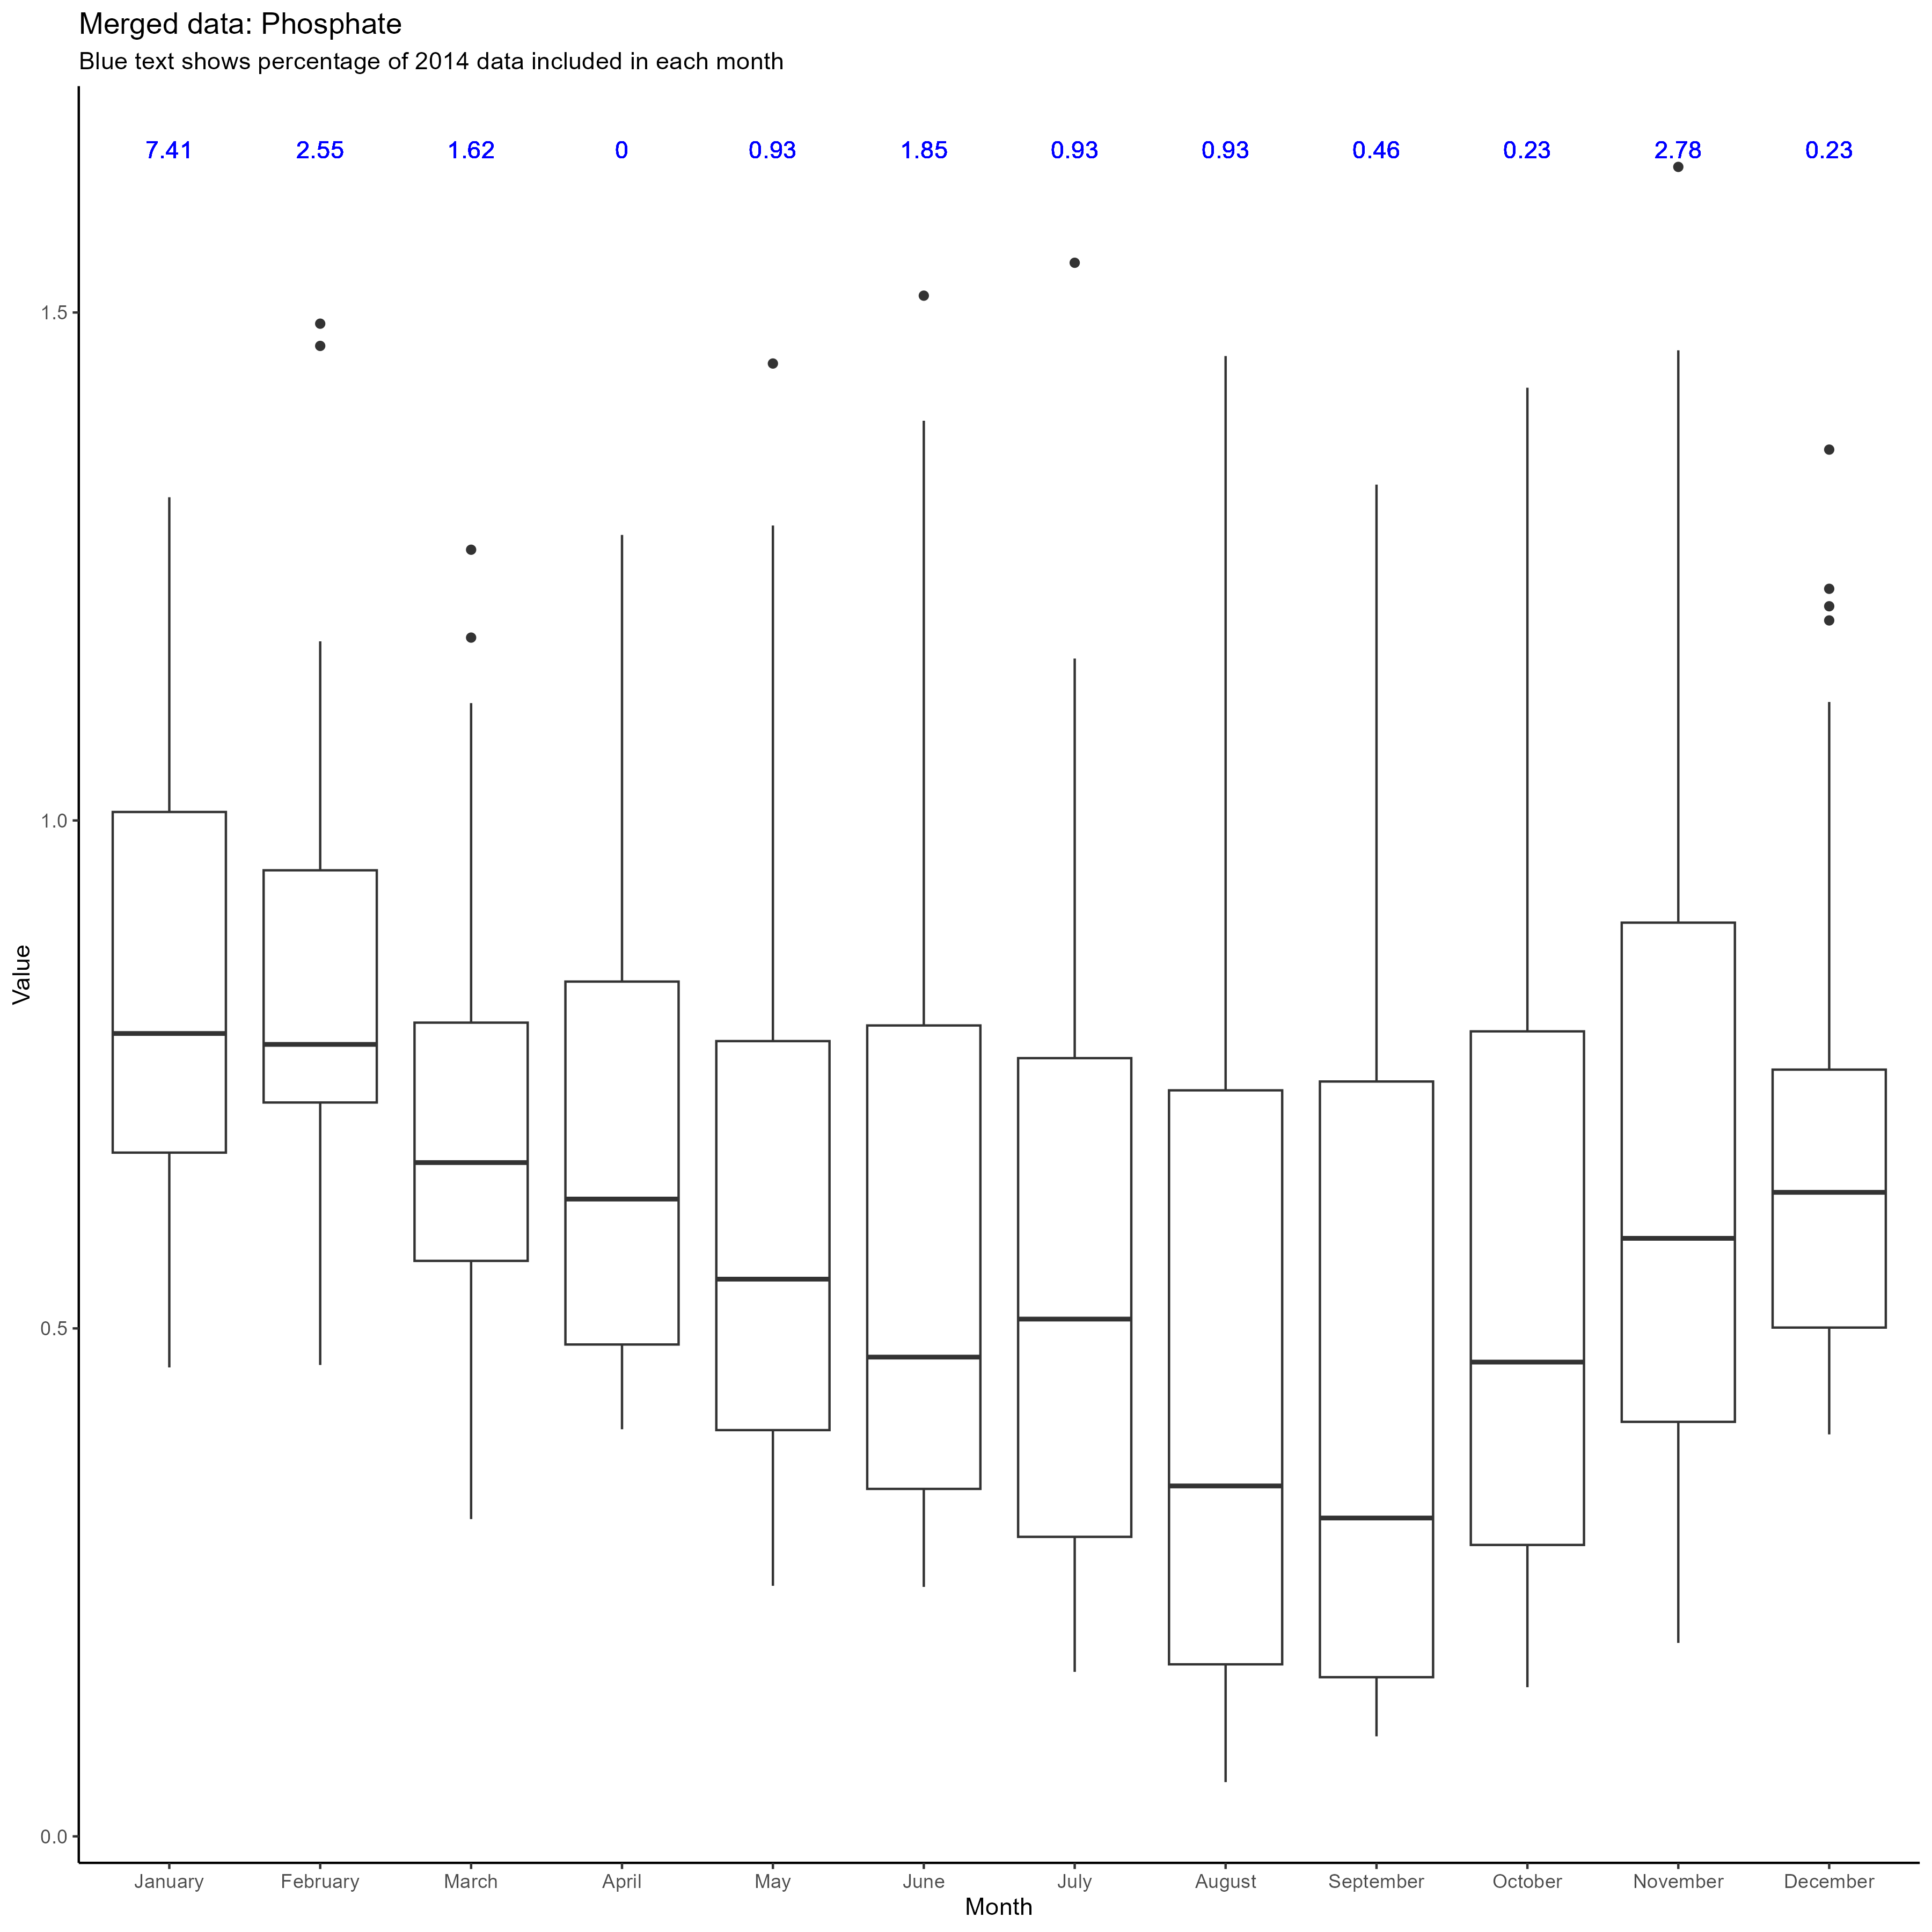 Merged data: Phosphate
Blue text shows percentage of 2014 data included in each month
7.41 2.55 1.62 0 0.93 1.85 0.93 0.93 0.46 0.23 2.78 0.23
1.5
1.0
Value
0.5
0.0
January February March April May June July August September October November December
Month